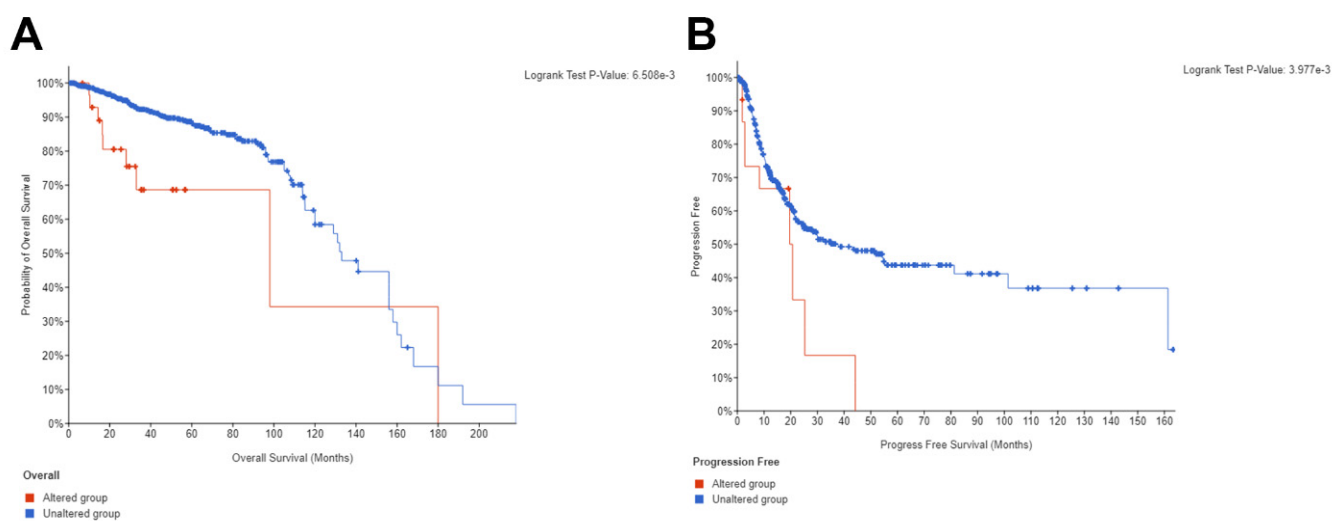 A
Logrank Test P-Value: 6.508e-3
100%
90%
80%
70%
60%
50%
40%
30%
20%
10%
0%
Probability of Overall Survival
0 20 40 60 80 100 120 140 160 180 200
Overall Survival (Months)
Overall
Altered group
Unaltered group
B
Logrank Test P-Value: 3.977e-3
100%
90%
80%
70%
60%
50%
40%
30%
20%
10%
0%
Progression Free
0 10 20 30 40 50 60 70 80 90 100 110 120 130 140 150 160
Progress Free Survival (Months)
Progression Free
Altered group
Unaltered group